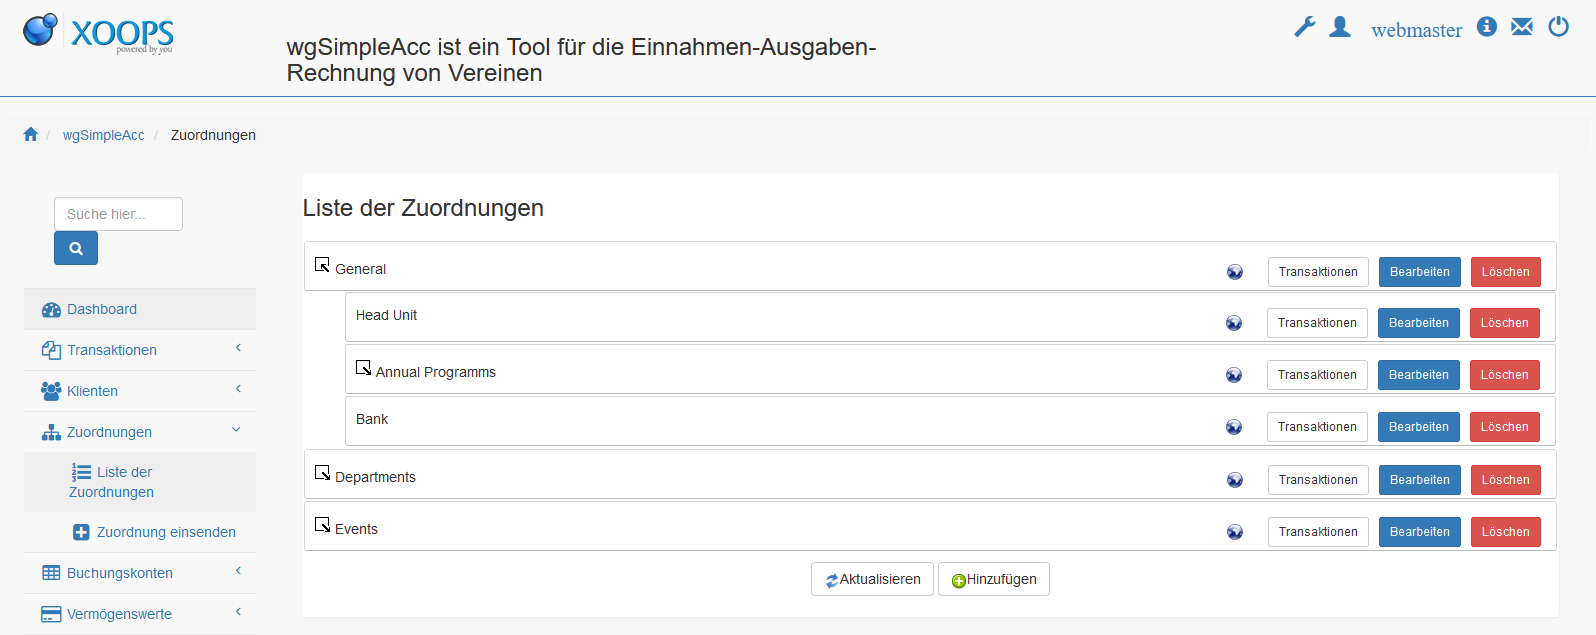 XOOPS
powered by you
wgSimpleAcc ist ein Tool für die Einnahmen-Ausgaben-
Rechnung von Vereinen
webmaster
/ wgSimpleAcc / Zuordnungen
Suche hier...
Dashboard
Transaktionen
Klienten
Zuordnungen
Liste der
Zuordnungen
Zuordnung einsenden
Buchungskonten
Vermögenswerte
Liste der Zuordnungen
General Transaktionen Bearbeiten Löschen
Head Unit Transaktionen Bearbeiten Löschen
Annual Programms Transaktionen Bearbeiten Löschen
Bank Transaktionen Bearbeiten Löschen
Departments Transaktionen Bearbeiten Löschen
Events Transaktionen Bearbeiten Löschen
Aktualisieren Hinzufügen